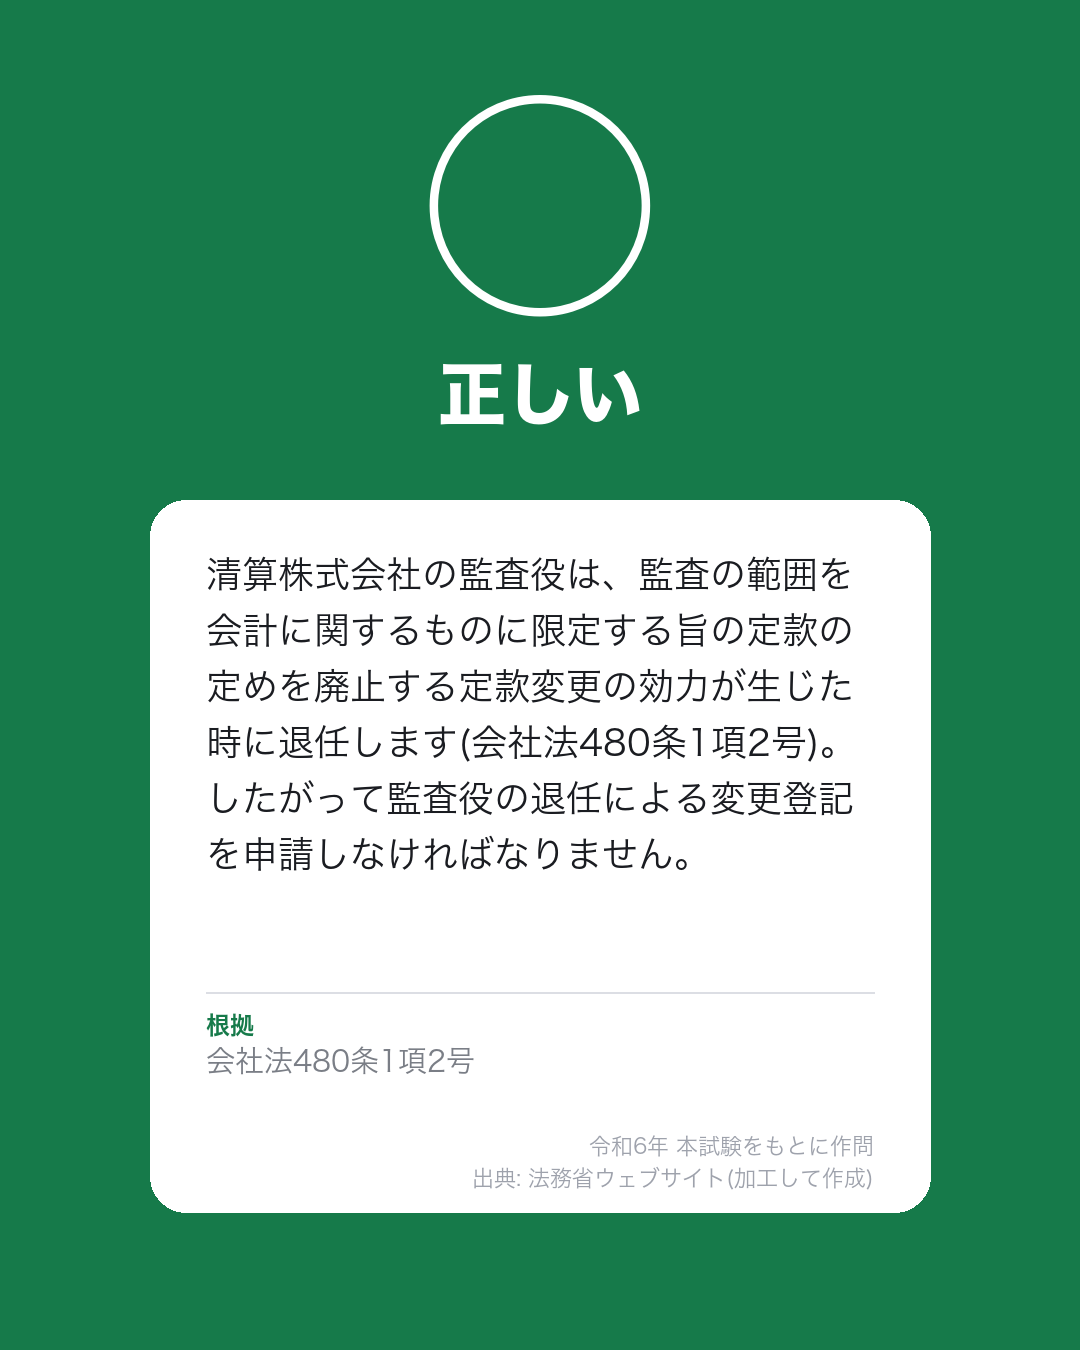 正しい
清算株式会社の監査役は、監査の範囲を
会計に関するものに限定する旨の定款の
定めを廃止する定款変更の効力が生じた
時に退任します(会社法480条1項2号)。
したがって監査役の退任による変更登記
を申請しなければなりません。
根拠
会社法480条1項2号
令和6年 本試験をもとに作問
出典: 法務省ウェブサイト(加工して作成)